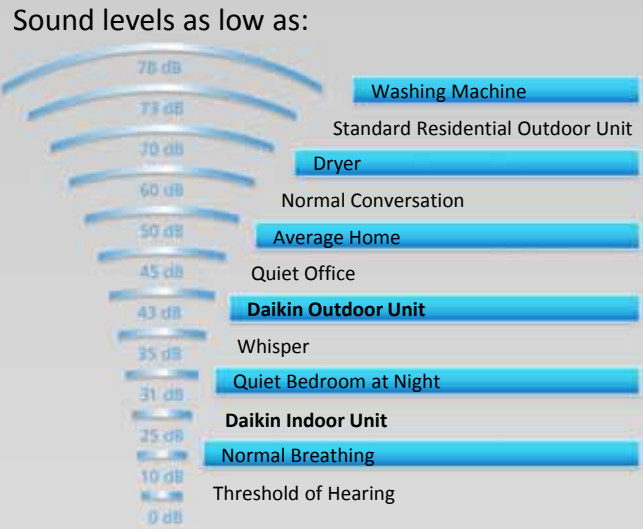 Sound levels as low as:
78 dB
Washing Machine
73 dB
Standard Residential Outdoor Unit
70 dB
Dryer
60 dB
Normal Conversation
50 dB
Average Home
45 dB
Quiet Office
43 dB
Daikin Outdoor Unit
35 dB
Whisper
31 dB
Quiet Bedroom at Night
25 dB
Daikin Indoor Unit
10 dB
Normal Breathing
0 dB
Threshold of Hearing